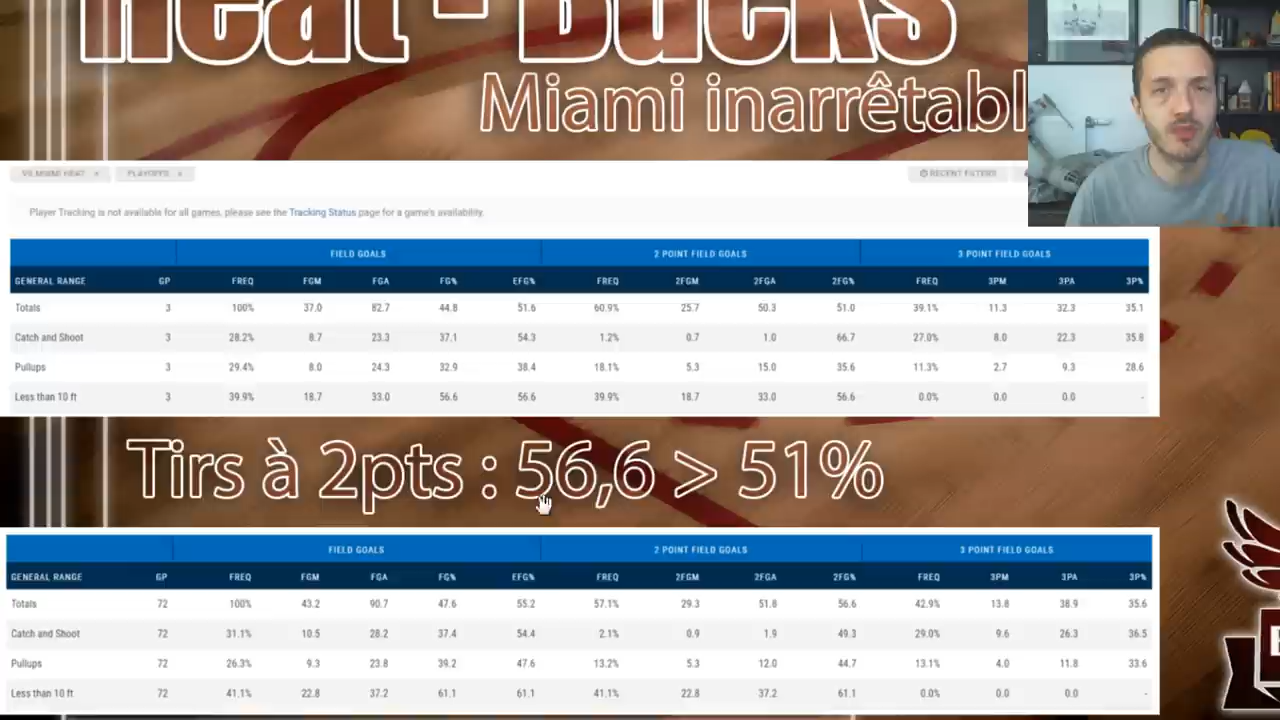 Heat - Bucks
Miami inarrêtabl
VS MIAMI HEAT × PLAYOFFS × RECENT FILTERS
Player Tracking is not available for all games, please see the Tracking Status page for a game's availability.
FIELD GOALS 2 POINT FIELD GOALS 3 POINT FIELD GOALS
GENERAL RANGE GP FREQ FGM FGA FG% EFG% FREQ 2FGM 2FGA 2FG% FREQ 3PM 3PA 3P%
Totals 3 100% 37.0 82.7 44.8 51.6 60.9% 25.7 50.3 51.0 39.1% 11.3 32.3 35.1
Catch and Shoot 3 28.2% 8.7 23.3 37.1 54.3 1.2% 0.7 1.0 66.7 27.0% 8.0 22.3 35.8
Pullups 3 29.4% 8.0 24.3 32.9 38.4 18.1% 5.3 15.0 35.6 11.3% 2.7 9.3 28.6
Less than 10 ft 3 39.9% 18.7 33.0 56.6 56.6 39.9% 18.7 33.0 56.6 0.0% 0.0 0.0 -
Tirs à 2pts : 56,6 > 51%
FIELD GOALS 2 POINT FIELD GOALS 3 POINT FIELD GOALS
GENERAL RANGE GP FREQ FGM FGA FG% EFG% FREQ 2FGM 2FGA 2FG% FREQ 3PM 3PA 3P%
Totals 72 100% 43.2 90.7 47.6 55.2 57.1% 29.3 51.8 56.6 42.9% 13.8 38.9 35.6
Catch and Shoot 72 31.1% 10.5 28.2 37.4 54.4 2.1% 0.9 1.9 49.3 29.0% 9.6 26.3 36.5
Pullups 72 26.3% 9.3 23.8 39.2 47.6 13.2% 5.3 12.0 44.7 13.1% 4.0 11.8 33.6
Less than 10 ft 72 41.1% 22.8 37.2 61.1 61.1 41.1% 22.8 37.2 61.1 0.0% 0.0 0.0 -